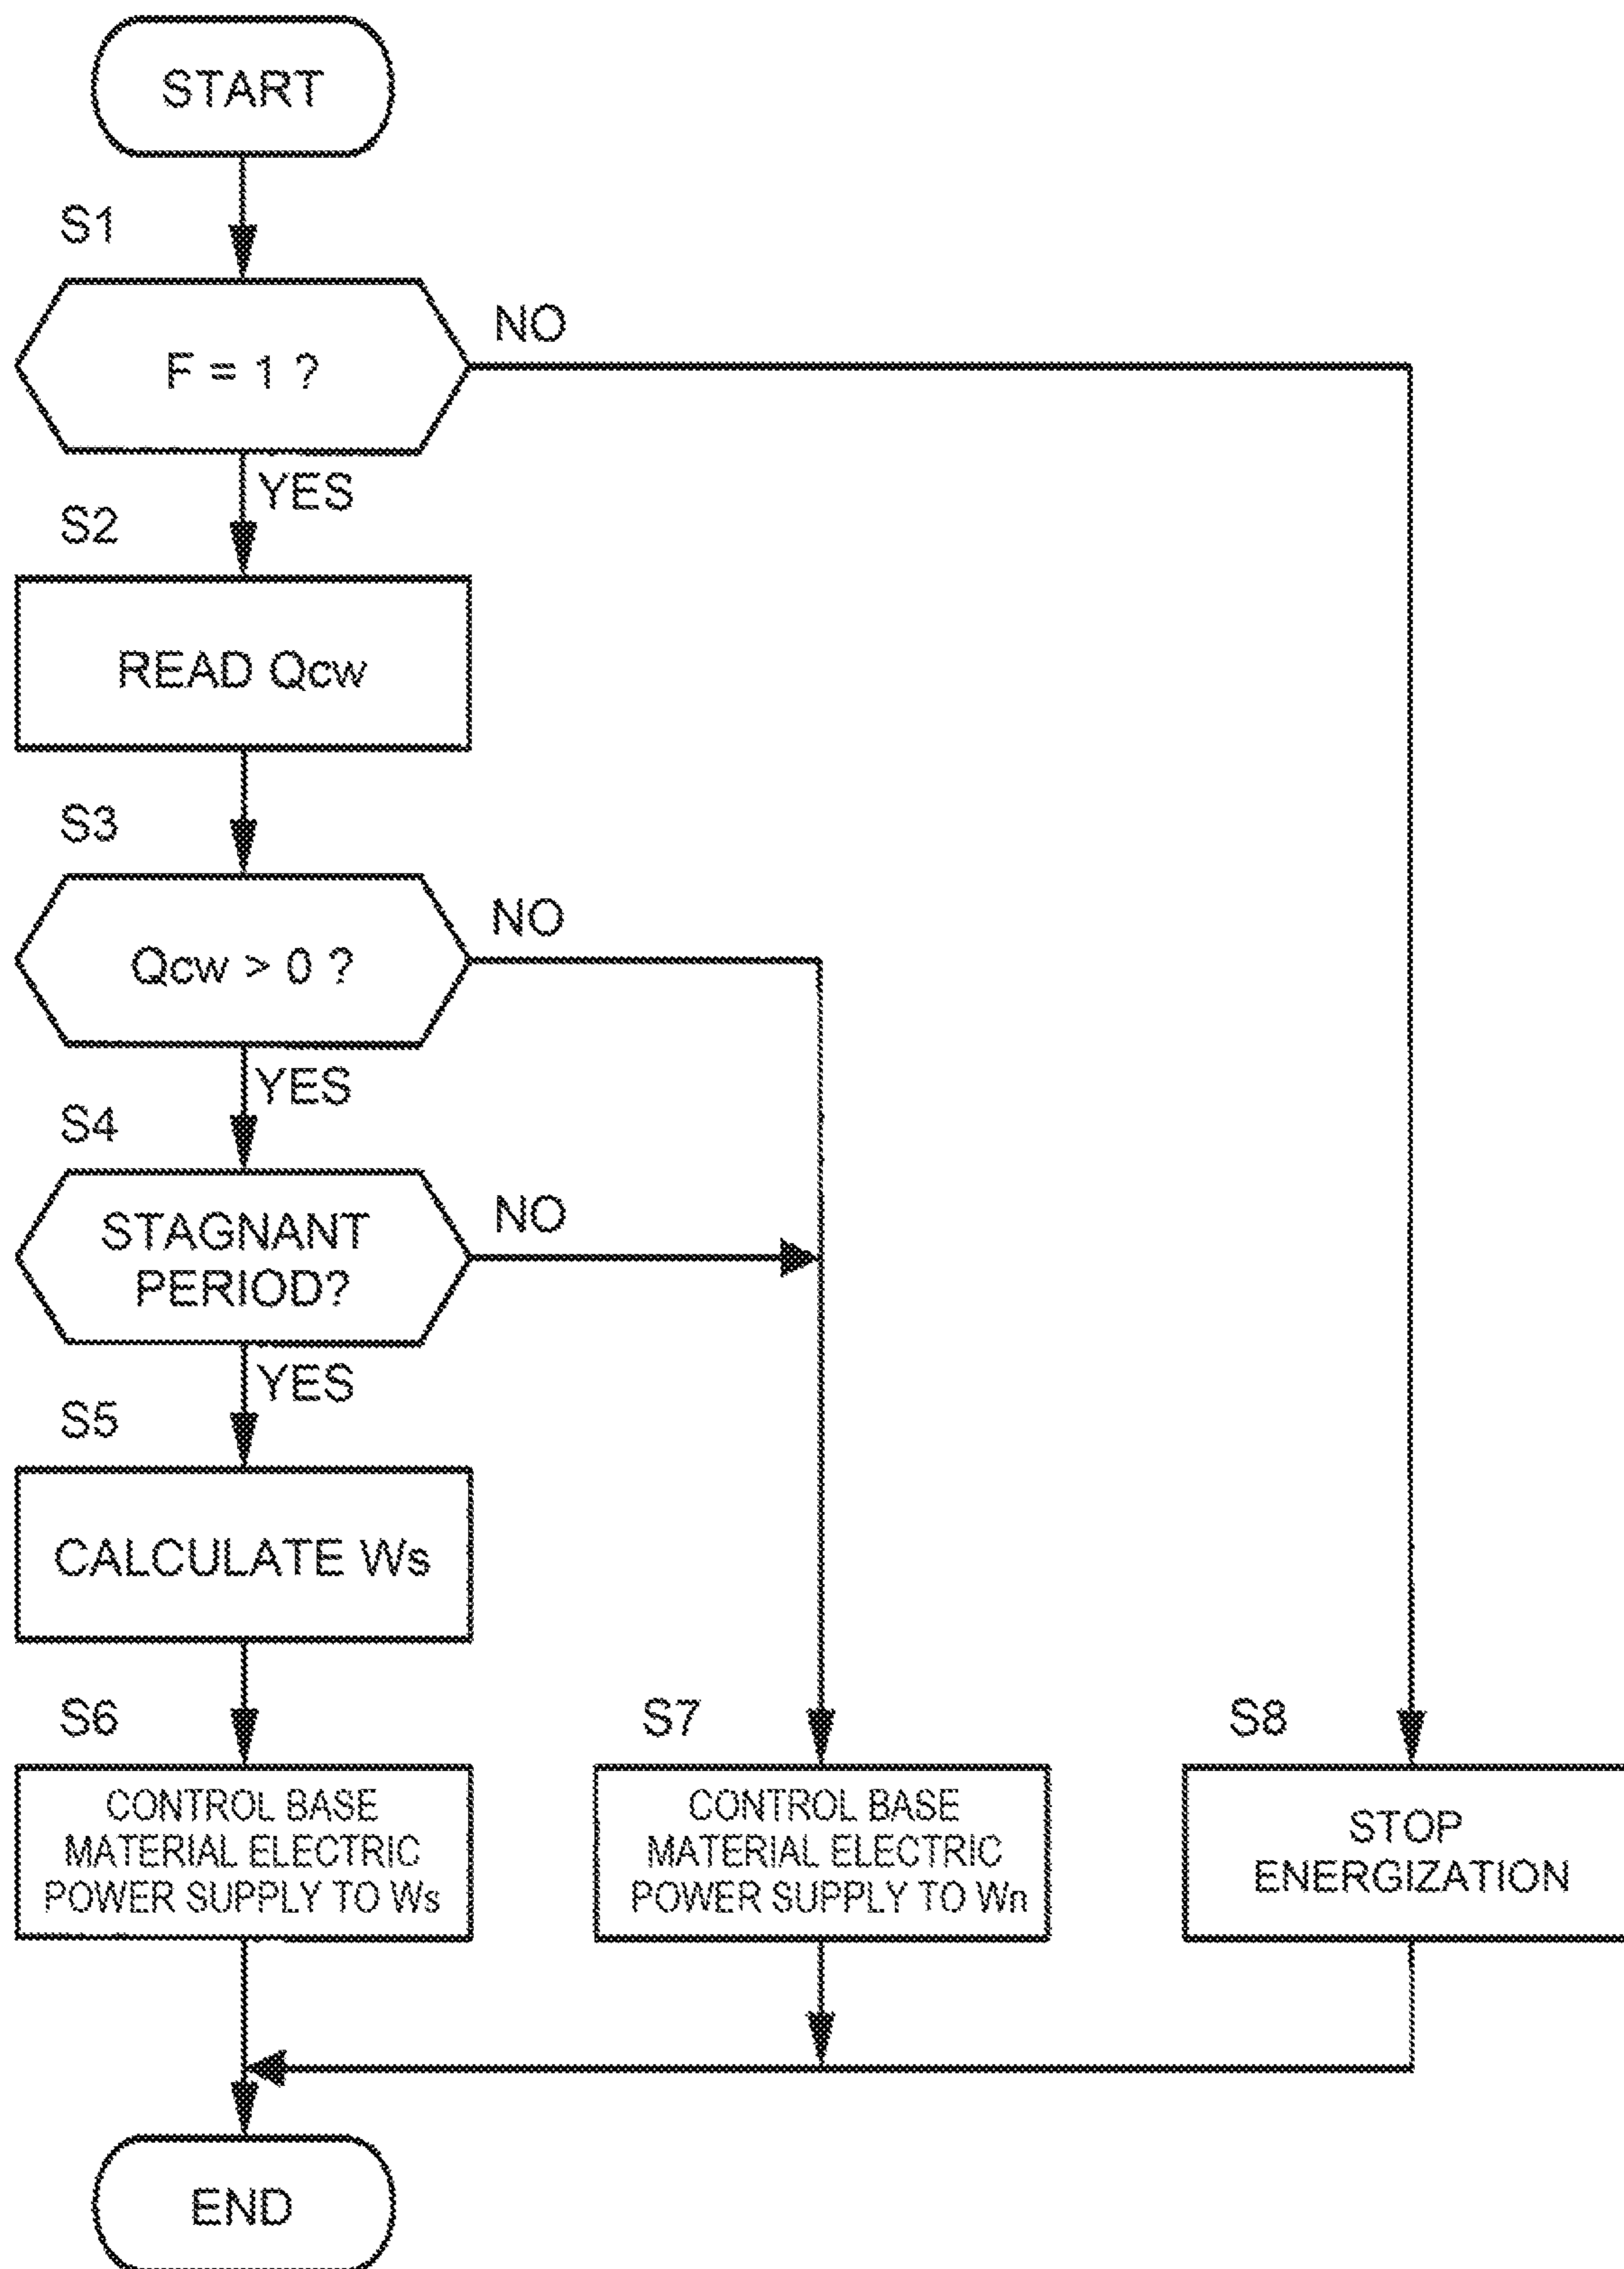 START
S1
F = 1 ?
NO
YES
S2
READ Qcw
S3
Qcw > 0 ?
NO
YES
S4
STAGNANT
PERIOD?
NO
YES
S5
CALCULATE Ws
S6
CONTROL BASE
MATERIAL ELECTRIC
POWER SUPPLY TO Ws
S7
CONTROL BASE
MATERIAL ELECTRIC
POWER SUPPLY TO Wn
S8
STOP
ENERGIZATION
END